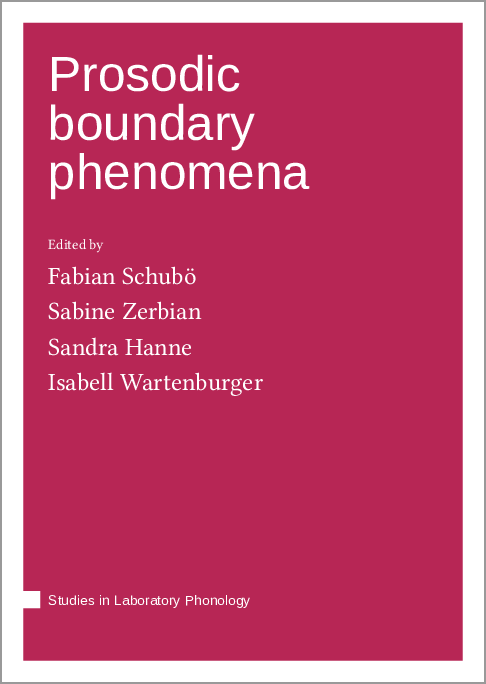 Prosodic
boundary
phenomena
Edited by
Fabian Schubö
Sabine Zerbian
Sandra Hanne
Isabell Wartenburger
Studies in Laboratory Phonology